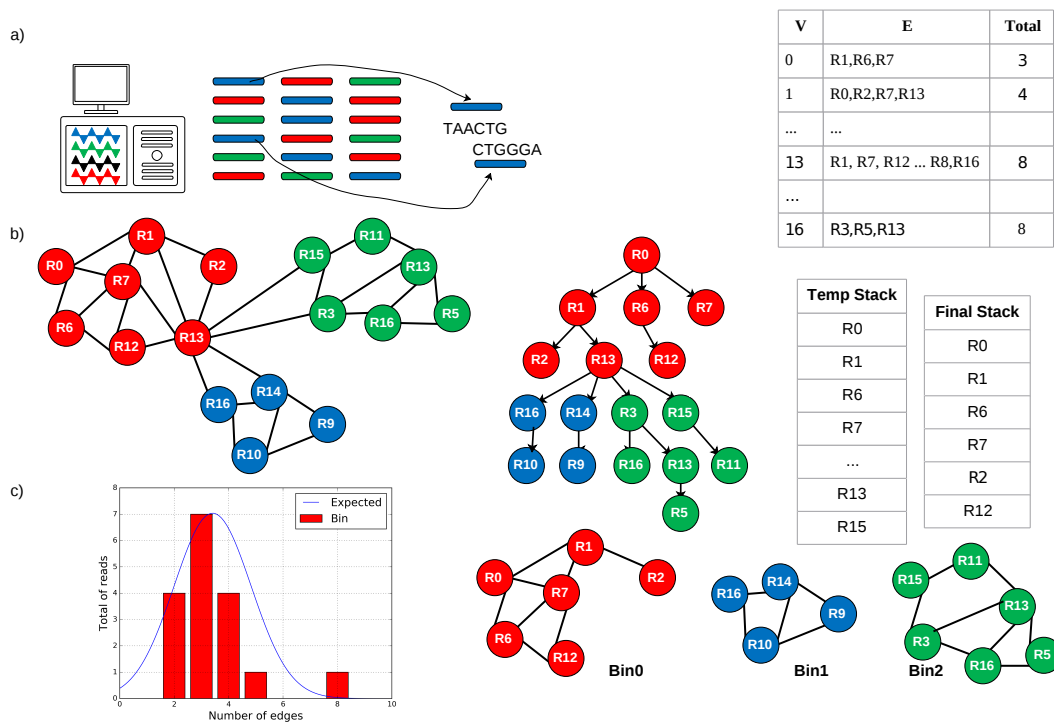 a)
TAACTG
CTGGGA
V E Total
0 R1,R6,R7 3
1 R0,R2,R7,R13 4
... ...
13 R1, R7, R12 ... R8,R16 8
...
16 R3,R5,R13 8
b)
R1
R0
R7
R2
R6
R12
R13
R15
R11
R13
R3
R16
R5
R16
R14
R9
R10
R0
R1 R6 R7
R2 R13 R12
R16 R14 R3 R15
R10 R9 R16 R13 R11
R5
Temp Stack
R0
R1
R6
R7
...
R13
R15
Final Stack
R0
R1
R6
R7
R2
R12
c)
Expected
Bin
Total of reads
8
7
6
5
4
3
2
1
0
0 2 4 6 8 10
Number of edges
R1
R0
R7
R2
R6
R12
Bin0
R14
R16
R9
R10
Bin1
R11
R15
R13
R3
R16
R5
Bin2